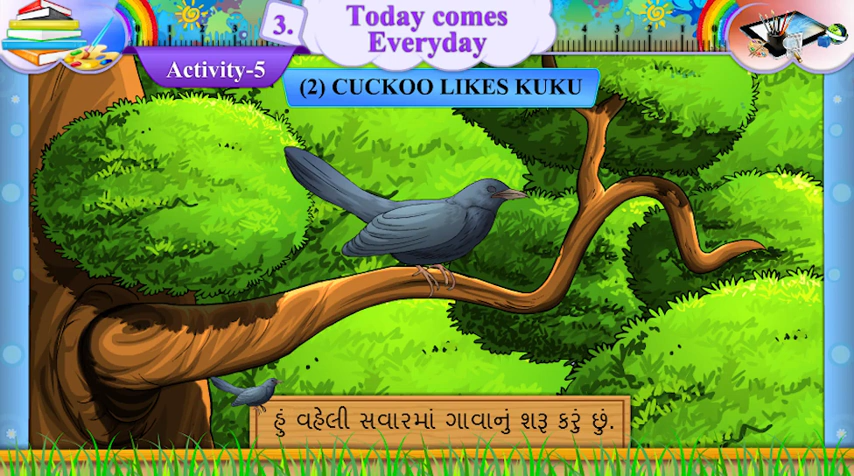 3.
Today comes
Everyday
Activity-5
(2) CUCKOO LIKES KUKU
હું વહેલી સવારમાં ગાવાનું શરૂ કરું છું.